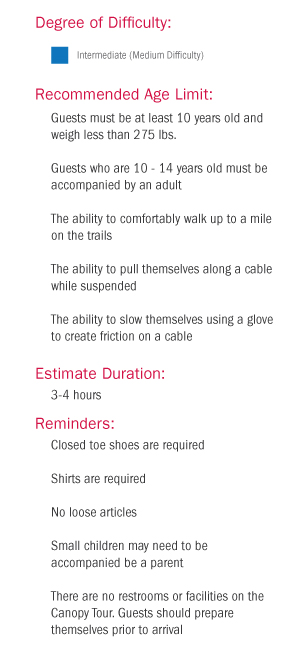 Degree of Difficulty:
Intermediate (Medium Difficulty)
Recommended Age Limit:
Guests must be at least 10 years old and
weigh less than 275 lbs.
Guests who are 10 - 14 years old must be
accompanied by an adult
The ability to comfortably walk up to a mile
on the trails
The ability to pull themselves along a cable
while suspended
The ability to slow themselves using a glove
to create friction on a cable
Estimate Duration:
3-4 hours
Reminders:
Closed toe shoes are required
Shirts are required
No loose articles
Small children may need to be
accompanied be a parent
There are no restrooms or facilities on the
Canopy Tour. Guests should prepare
themselves prior to arrival